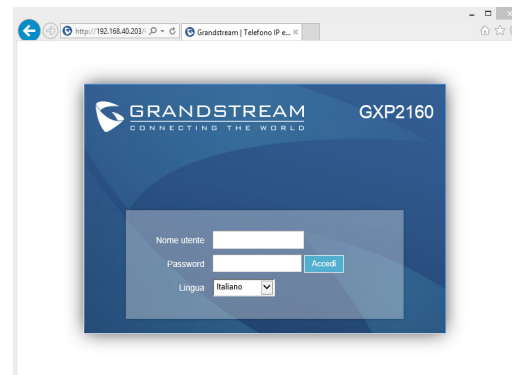 http://192.168.40.203/
Grandstream | Telefono IP e...
GRANDSTREAM
CONNECTING THE WORLD
GXP2160
Nome utente
Password
Accedi
Lingua
Italiano